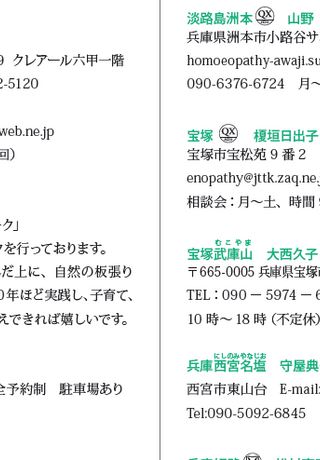 9 クレアール六甲一階
2-5120
web.ne.jp
回）
ーク」
クを行っております。
んだ上に、自然の板張り
0年ほど実践し、子育て、
えできれば嬉しいです。
全予約制　駐車場あり
淡路島洲本 QX 山野
兵庫県洲本市小路谷サ
homoeopathy-awaji.su
090-6376-6724　月〜
宝塚 QX 榎垣日出子
宝塚市宝松苑 9 番 2
enopathy@jttk.zaq.ne.
相談会：月〜土、時間
むこやま
宝塚武庫山　大西久子
〒665-0005 兵庫県宝塚
TEL：090 － 5974 － 6
10 時〜 18 時（不定休）
にしのみやなじお
兵庫西宮名塩　守屋典
西宮市東山台　E-mail:
Tel:090-5092-6845